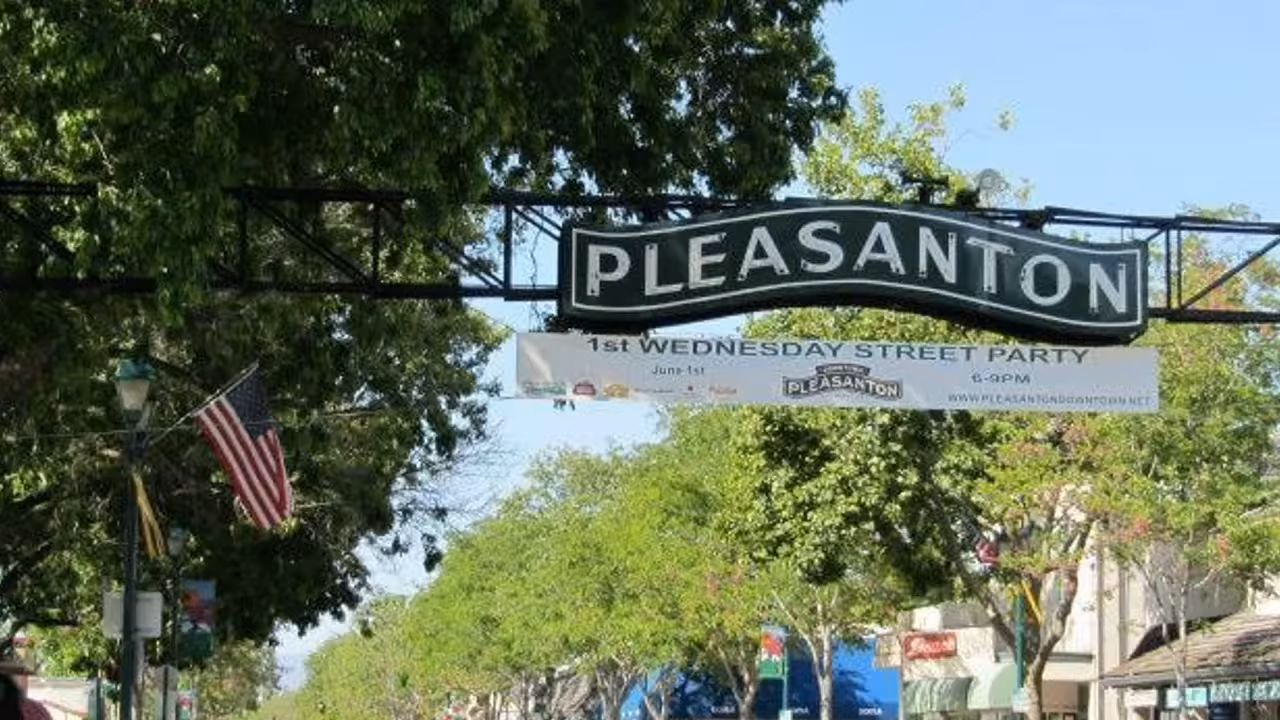 PLEASANTON
1st WEDNESDAY STREET PARTY
June 1st
PLEASANTON
6-9PM
WWW.PLEASANTONDOWNTOWN.NET